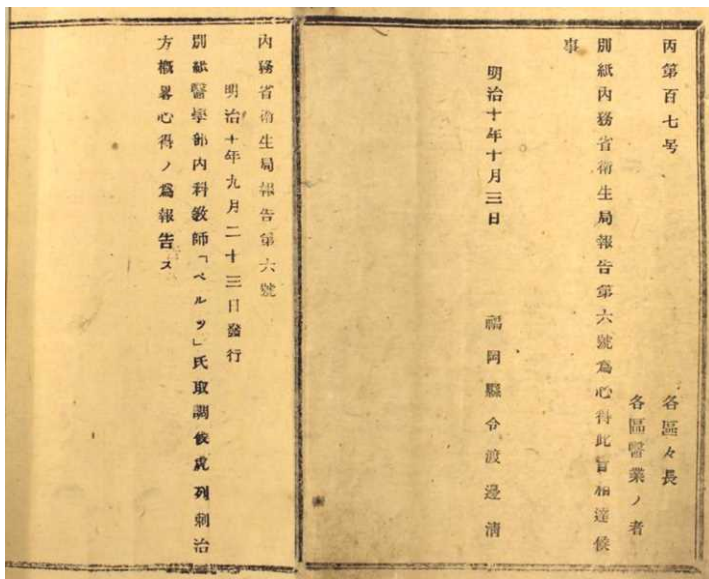 丙第百七号
各區々長
各區醫業ノ者
別紙內務省衛生局報告第六號爲心得此旨相達候
事
明治十年十月三日
福岡縣令渡邊清
內務省衛生局報告第六號
明治十年九月二十三日發行
別紙醫學部內科敎師「ベルツ」氏取調候虎列剌治
方槪畧心得ノ爲報告ス